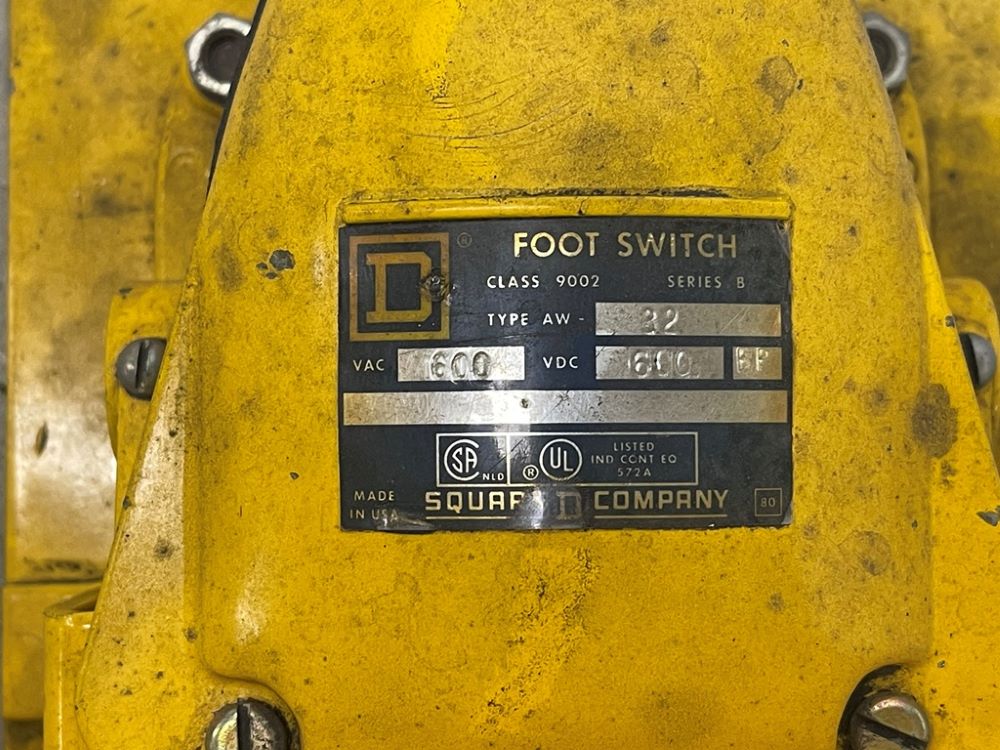 D ®
FOOT SWITCH
CLASS 9002 SERIES B
TYPE AW- 32
VAC 600 VDC 600
SA NLD ® UL LISTED
IND CONT EQ
572A
MADE
IN USA
SQUARE D COMPANY 80